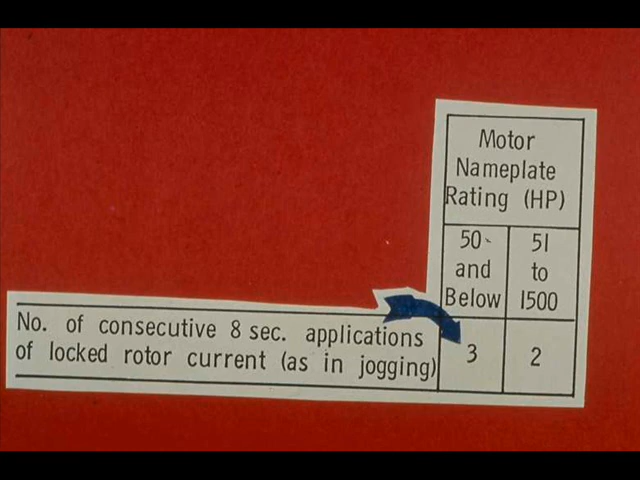 Motor
Nameplate
Rating (HP)
50 51
and to
Below 1500
No. of consecutive 8 sec. applications
of locked rotor current (as in jogging) 3 2